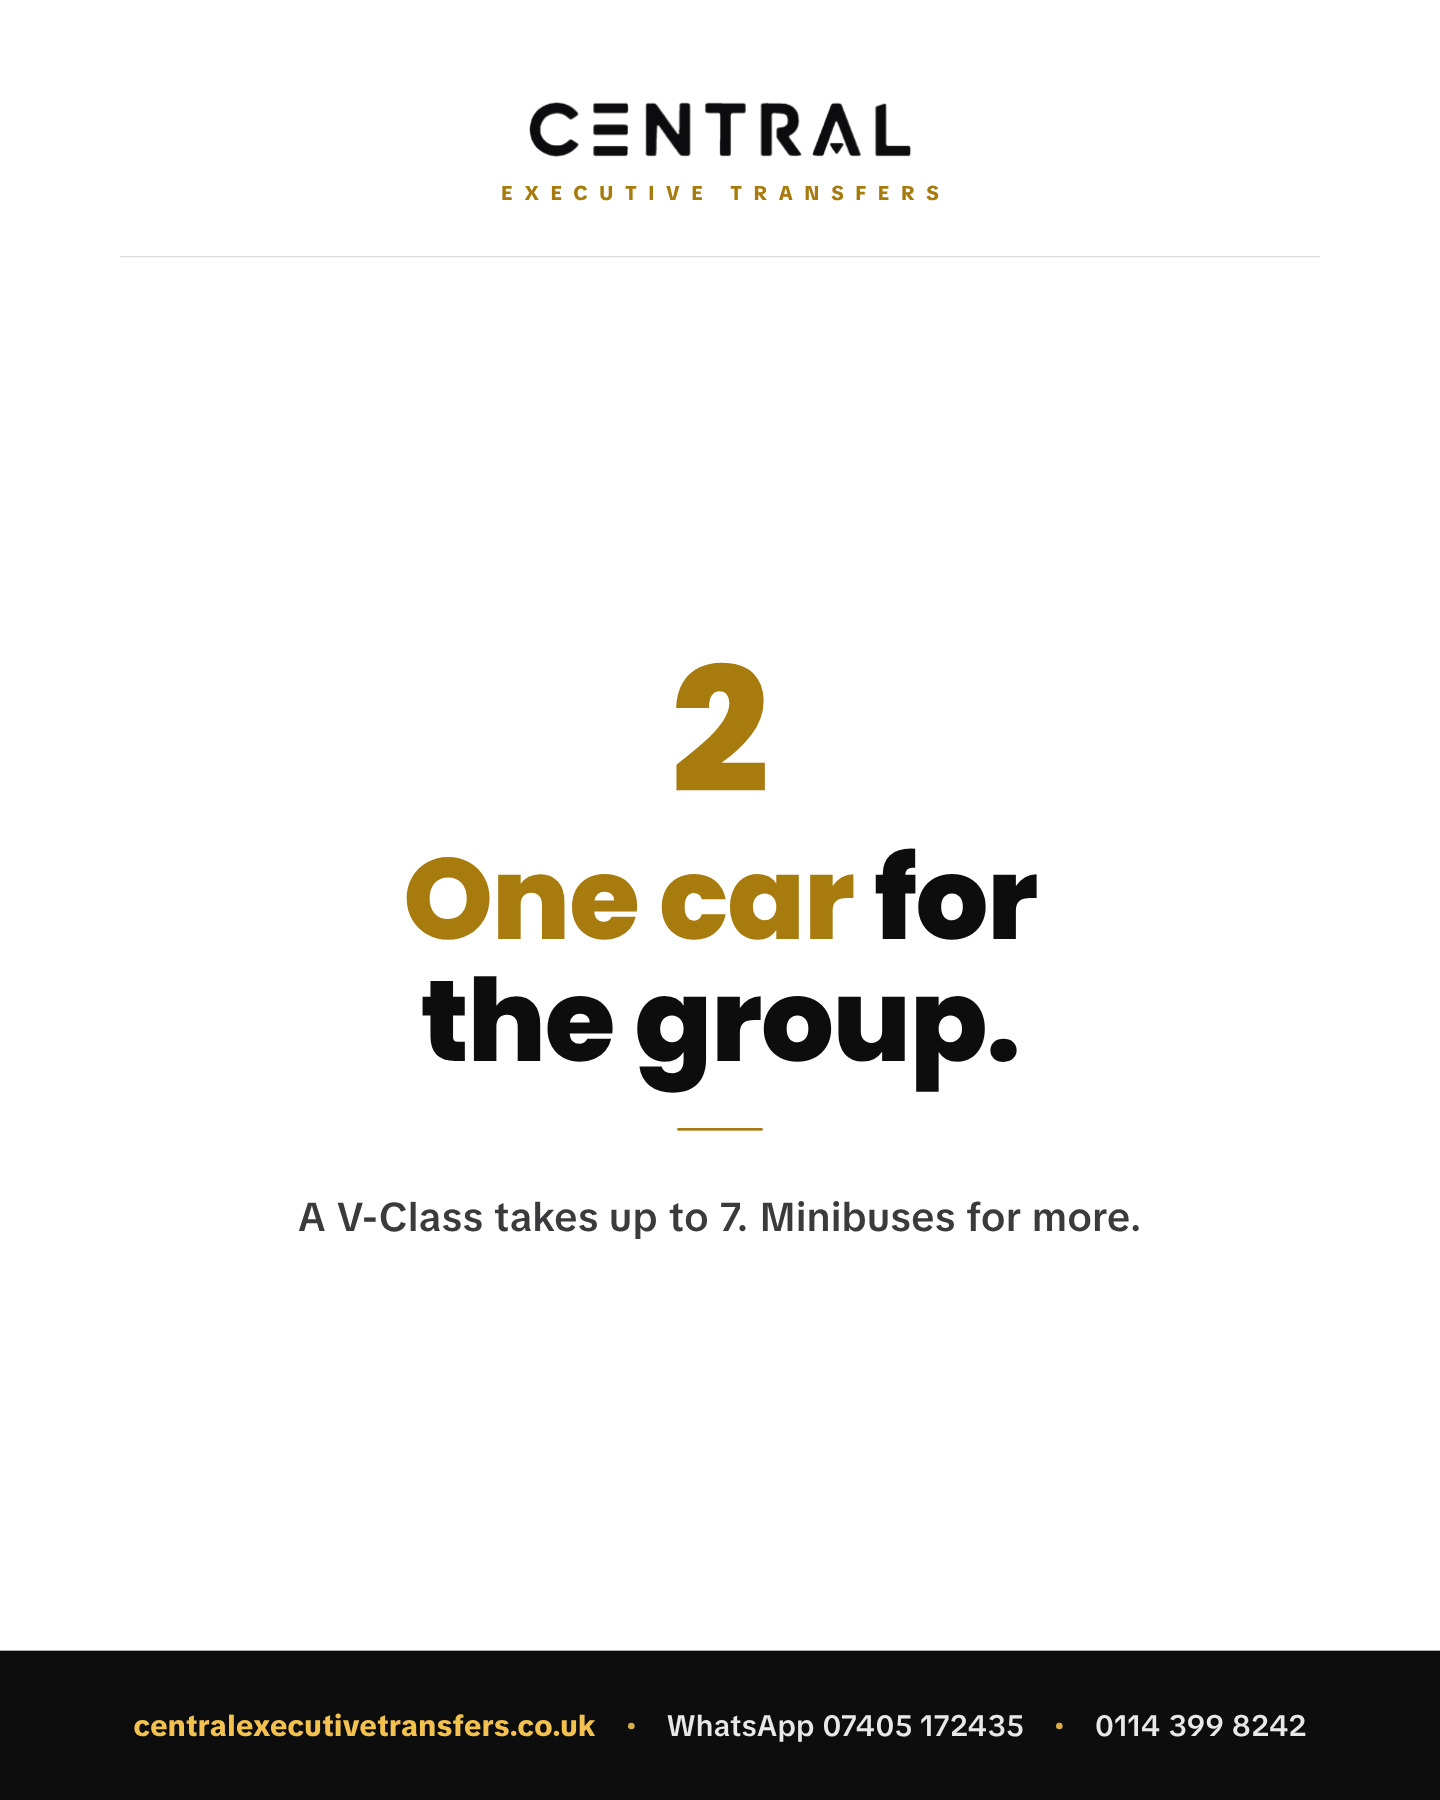 CENTRAL
EXECUTIVE TRANSFERS
2
One car for
the group.
A V-Class takes up to 7. Minibuses for more.
centralexecutivetransfers.co.uk • WhatsApp 07405 172435 • 0114 399 8242